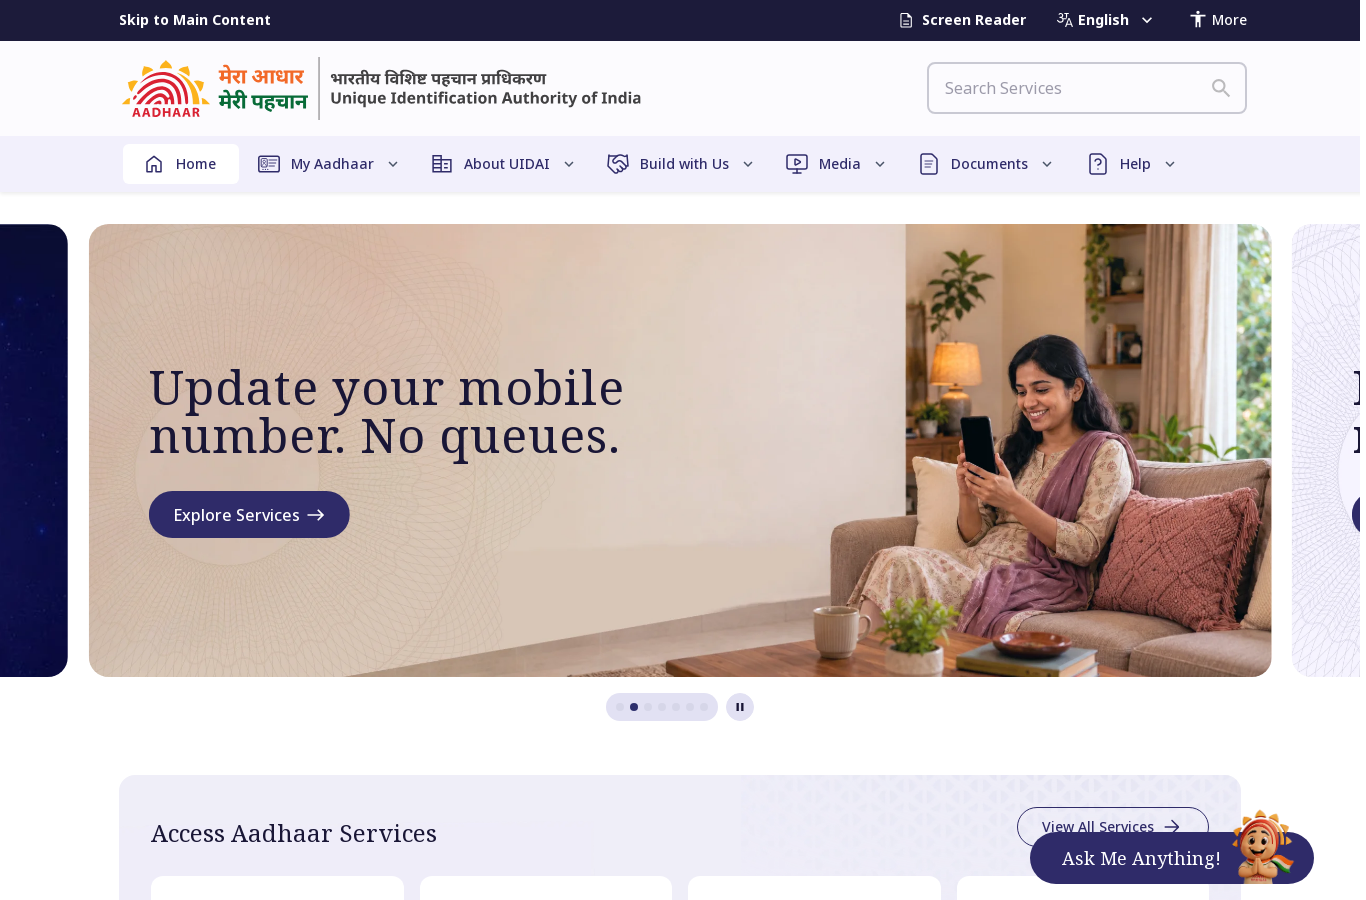 Skip to Main Content
Screen Reader
English
More
मेरा आधार
मेरी पहचान
AADHAAR
भारतीय विशिष्ट पहचान प्राधिकरण
Unique Identification Authority of India
Search Services
Home
My Aadhaar
About UIDAI
Build with Us
Media
Documents
Help
Update your mobile
number. No queues.
Explore Services
Access Aadhaar Services
View All Services
Ask Me Anything!